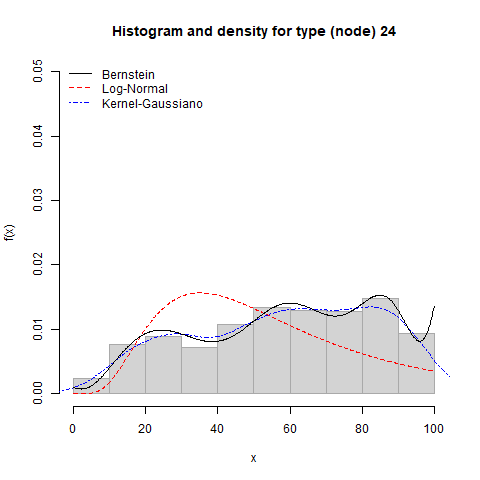 Histogram and density for type (node) 24
Bernstein
Log-Normal
Kernel-Gaussiano
f(x)
0.05
0.04
0.03
0.02
0.01
0.00
0 20 40 60 80 100
x